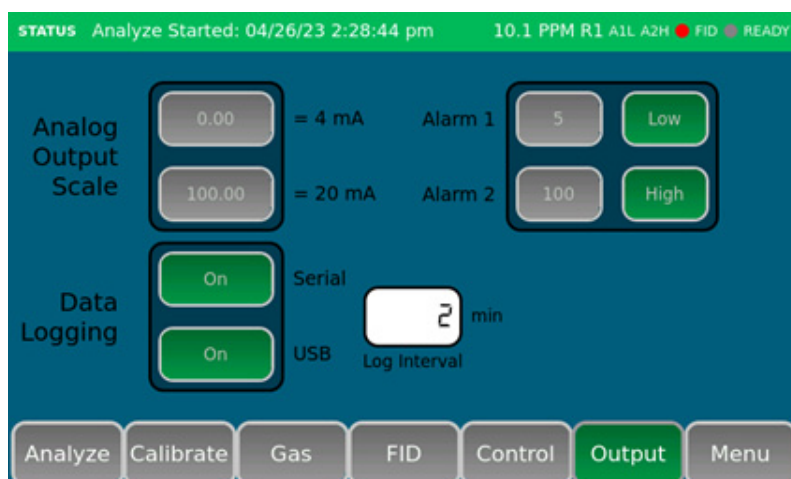 STATUS Analyze Started: 04/26/23 2:28:44 pm 10.1 PPM R1 A1L A2H FID READY
Analog
Output
Scale
0.00 = 4 mA
100.00 = 20 mA
Alarm 1 5 Low
Alarm 2 100 High
Data
Logging
On Serial
On USB
2 min
Log Interval
Analyze Calibrate Gas FID Control Output Menu